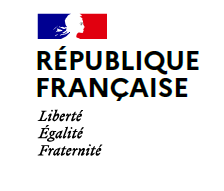 RÉPUBLIQUE
FRANÇAISE
Liberté
Égalité
Fraternité